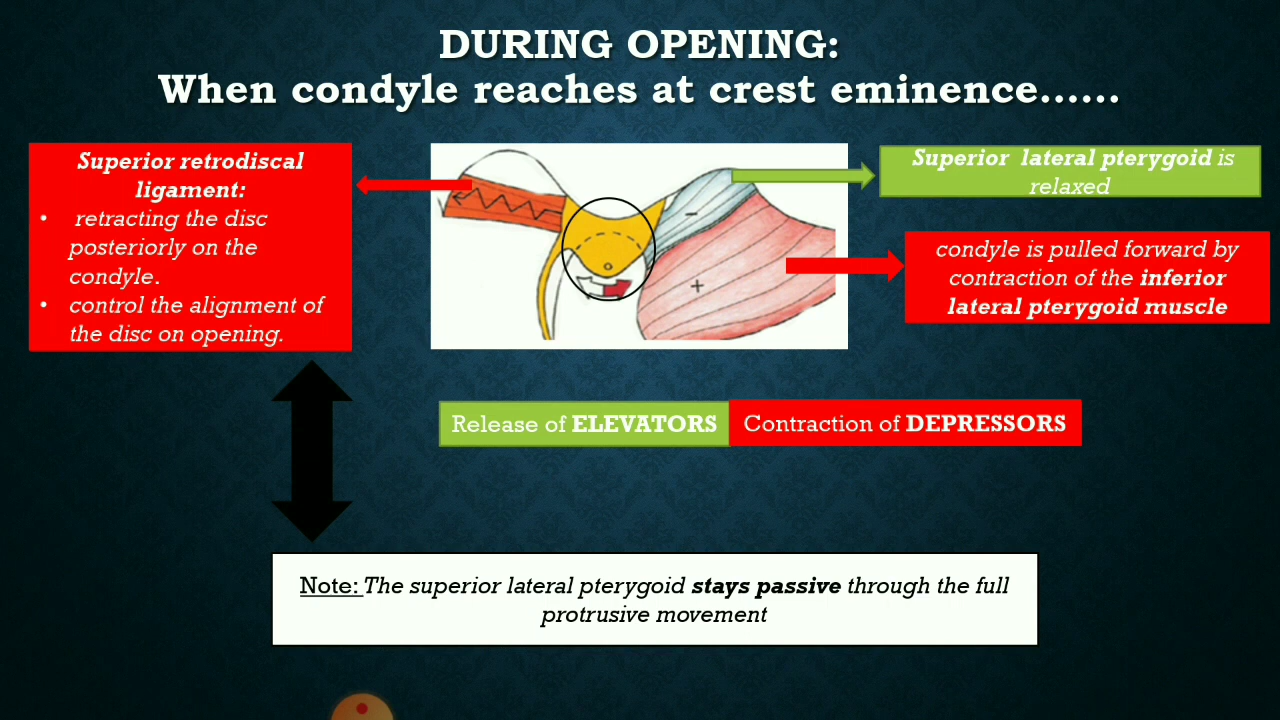 DURING OPENING:
When condyle reaches at crest eminence......
Superior retrodiscal
ligament:
• retracting the disc
posteriorly on the
condyle.
• control the alignment of
the disc on opening.
Superior lateral pterygoid is
relaxed
condyle is pulled forward by
contraction of the inferior
lateral pterygoid muscle
Release of ELEVATORS
Contraction of DEPRESSORS
Note: The superior lateral pterygoid stays passive through the full
protrusive movement